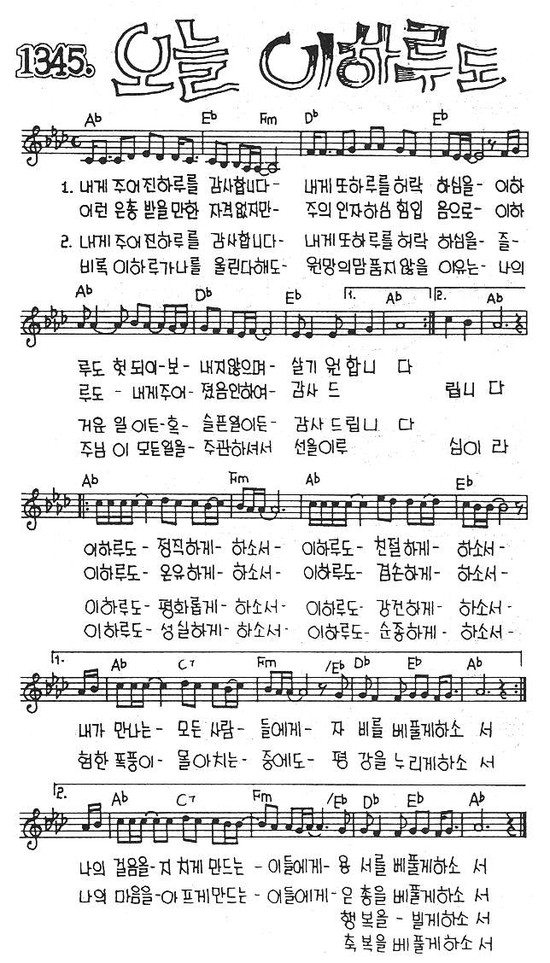 1345. 오늘 이하루도
Ab Eb Fm Db Eb
1. 내게 주어진하루를 감사합니다- 내게 또하루를 허락 하심을- 이하
어런 은총 받을만한 자격없지만- 주의 인자하심 힘입 음으로- 이하
2. 내게 주어진하루를 감사합니다- 내게 또하루를 허락 하심을- 즐-
비록 이하루가나를 울린다해도- 원망의맘 품지않을 이유는- 나의
Ab Db Eb 1. Ab 2. Ab
루도 헛되이-보- 내지않으며- 살기 원합니 다
루도 - 내게주어- 졌음인하여- 감사 드 립니 다
거운 일이든-혹- 슬픈일이든- 감사 드립니 다
주님 이 모든일을- 주관하셔서 선을이루 십이 라
Ab Fm Ab Eb
이하루도- 정직하게- 하소서- 이하루도- 친절하게- 하소서-
이하루도- 온유하게- 하소서- 이하루도- 겸손하게- 하소서-
이하루도- 평화롭게- 하소서- 이하루도- 강건하게- 하소서-
이하루도- 성실하게- 하소서- 이하루도- 순종하게- 하소서-
1. Ab C7 Fm /Eb Db Eb Ab
내가 만나는- 모든 사람- 들에게- 자 비를 베풀게하소 서
험한 폭풍이- 몰아치는- 중에도- 평 강을 누리게하소 서
2. Ab C7 Fm /Eb Db Eb Ab
나의 걸음을-지 치게 만드는 -이들에게- 용 서를 베풀게하소 서
나의 마음을-아 프게만드는 -이들에게- 은 총을 베풀게하소 서
행 복을 - 빌게하소 서
축 복을 베풀게하소 서